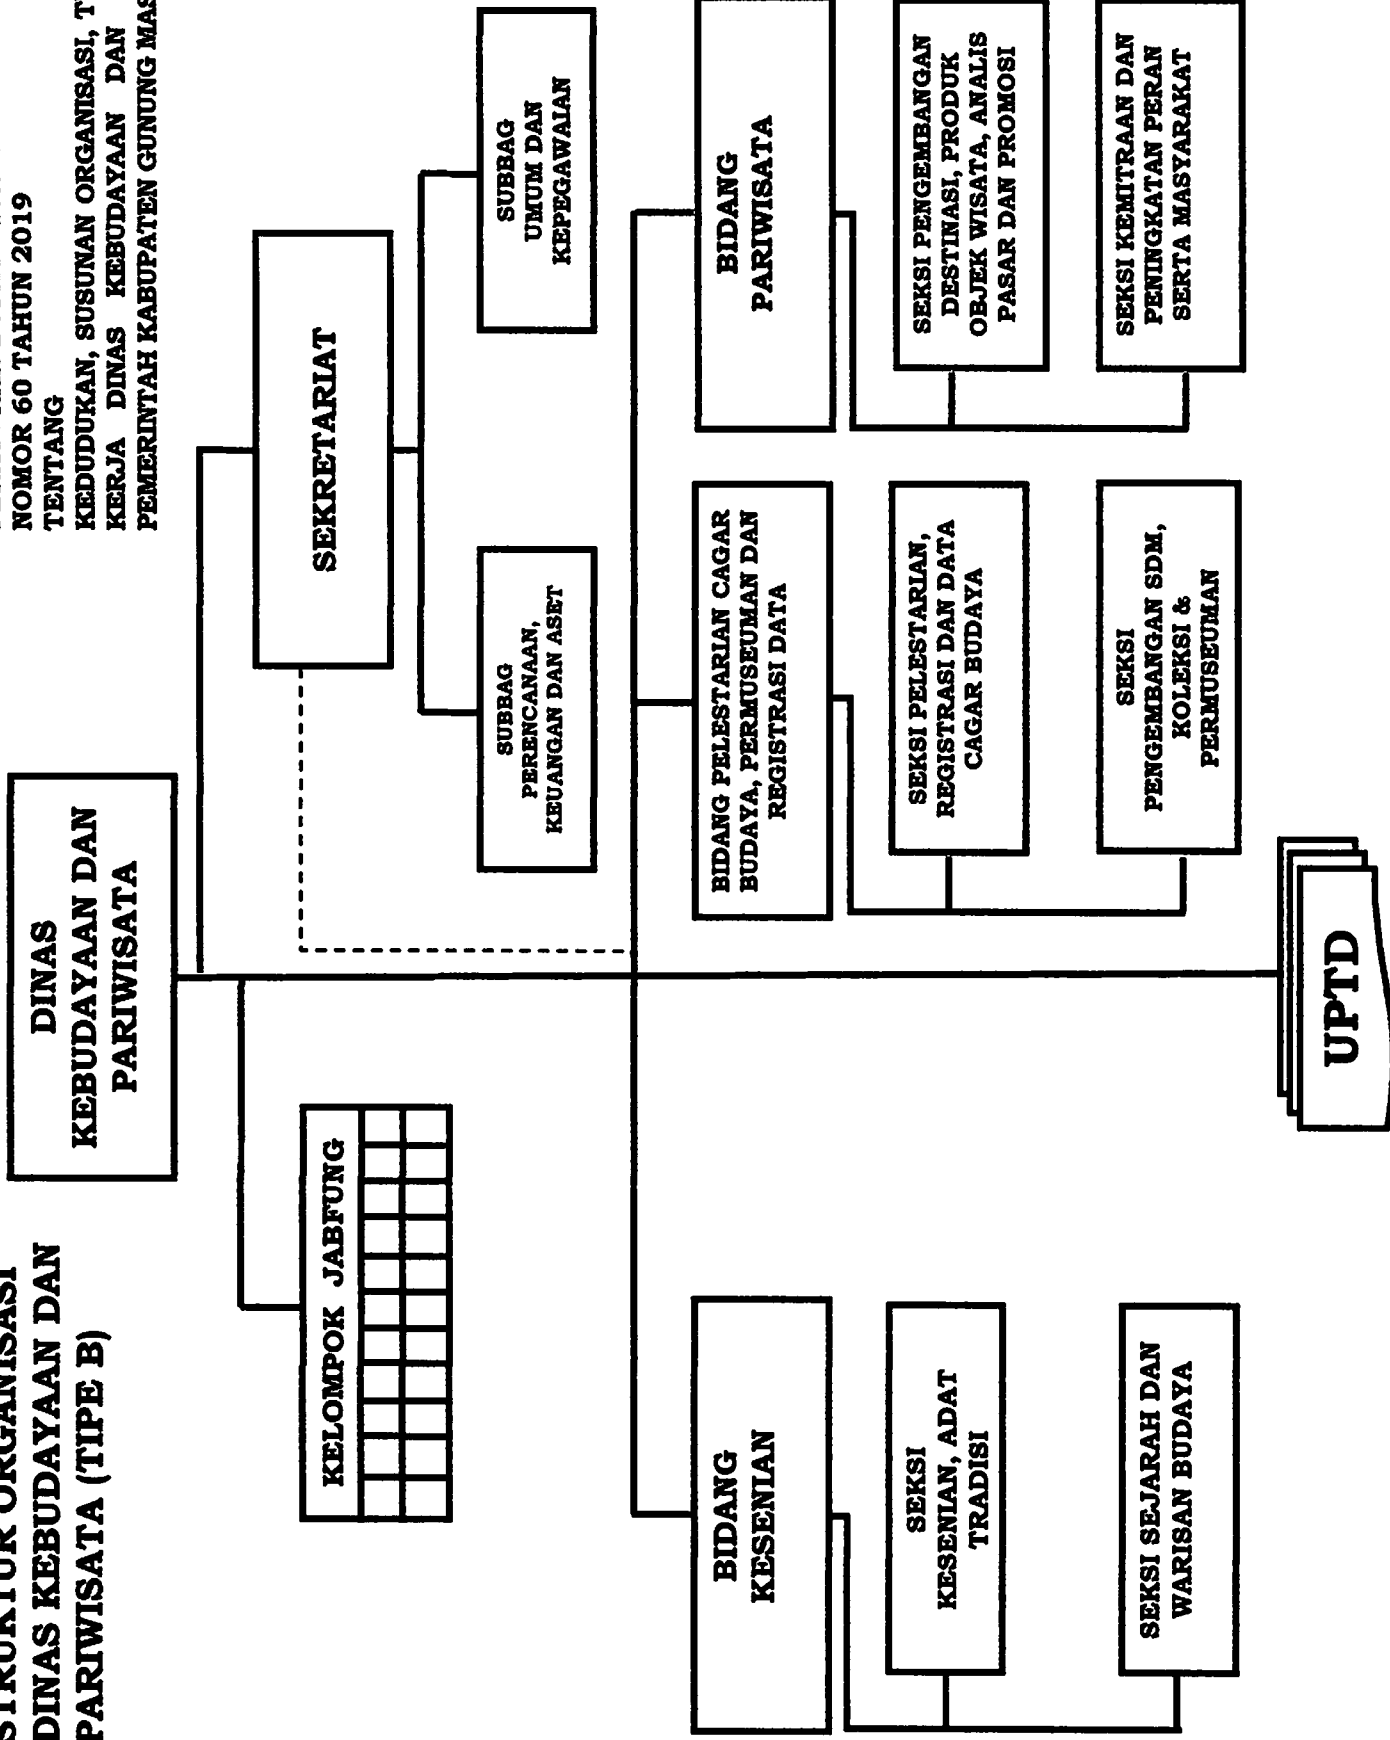 STRUKTUR ORGANISASI
DINAS KEBUDAYAAN DAN
PARIWISATA (TIPE B)
NOMOR 60 TAHUN 2019
TENTANG
KEDUDUKAN, SUSUNAN ORGANISASI,
KERJA DINAS KEBUDAYAAN DAN
PEMERINTAH KABUPATEN GUNUNG
DINAS
KEBUDAYAAN DAN
PARIWISATA
KELOMPOK JABFUNG
SEKRETARIAT
SUBBAG
PERENCANAAN,
KEUANGAN DAN ASET
SUBBAG
UMUM DAN
KEPEGAWAIAN
BIDANG
KESENIAN
SEKSI
KESENIAN, ADAT
TRADISI
SEKSI SEJARAH DAN
WARISAN BUDAYA
BIDANG PELESTARIAN CAGAR
BUDAYA, PERMUSEUMAN DAN
REGISTRASI DATA
SEKSI PELESTARIAN,
REGISTRASI DAN DATA
CAGAR BUDAYA
SEKSI
PENGEMBANGAN SDM,
KOLEKSI &
PERMUSEUMAN
BIDANG
PARIWISATA
SEKSI PENGEMBANGAN
DESTINASI, PRODUK
OBJEK WISATA, ANALIS
PASAR DAN PROMOSI
SEKSI KEMITRAAN DAN
PENINGKATAN PERAN
SERTA MASYARAKAT
UPTD